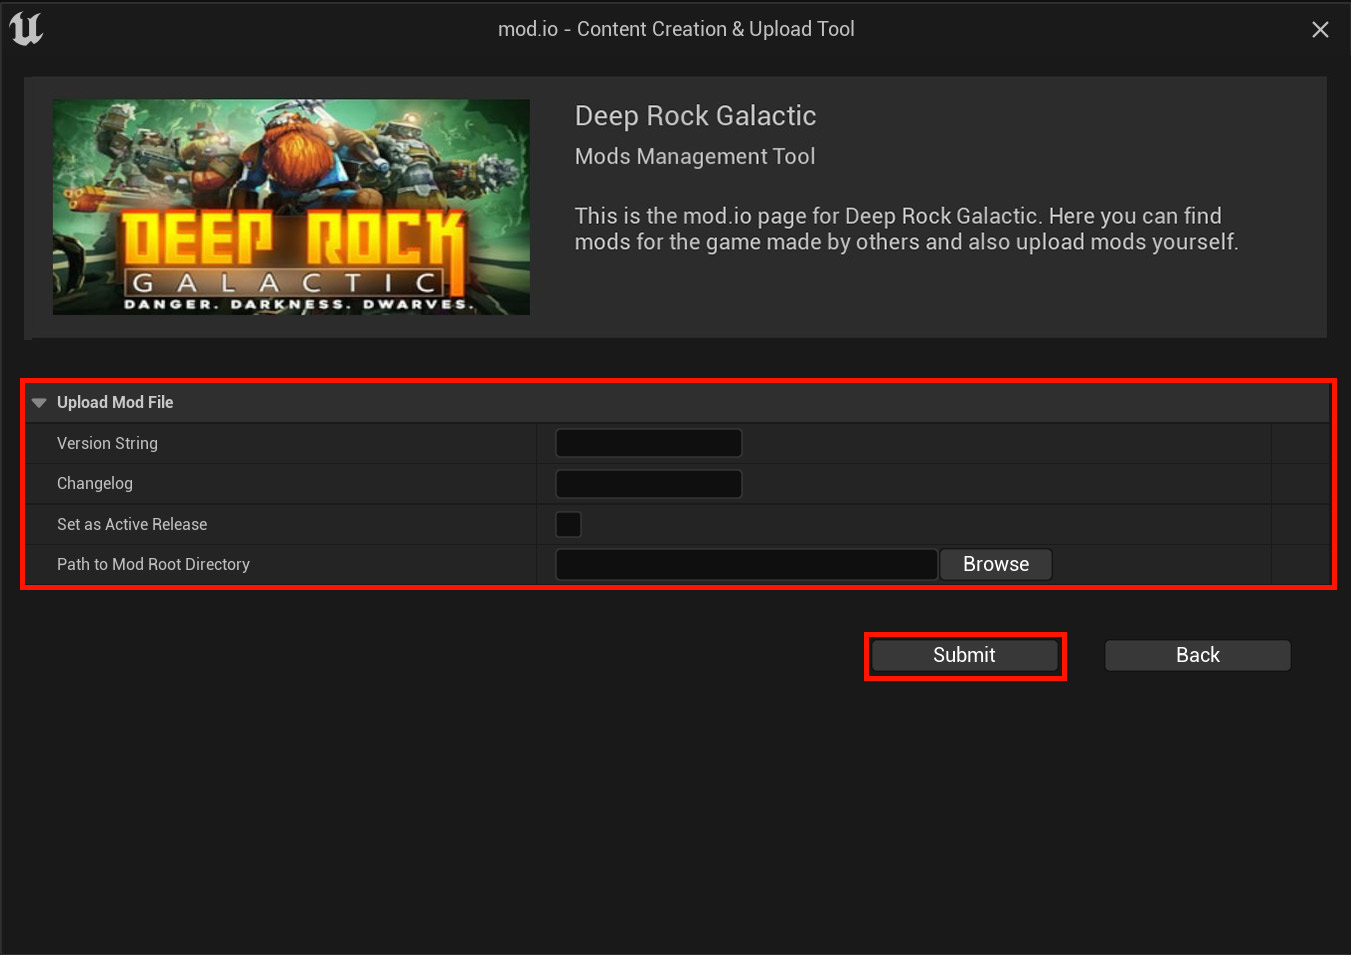 mod.io - Content Creation & Upload Tool
DEEP ROCK
GALACTIC
DANGER. DARKNESS. DWARVES.
Deep Rock Galactic
Mods Management Tool
This is the mod.io page for Deep Rock Galactic. Here you can find
mods for the game made by others and also upload mods yourself.
Upload Mod File
Version String
Changelog
Set as Active Release
Path to Mod Root Directory
Browse
Submit
Back